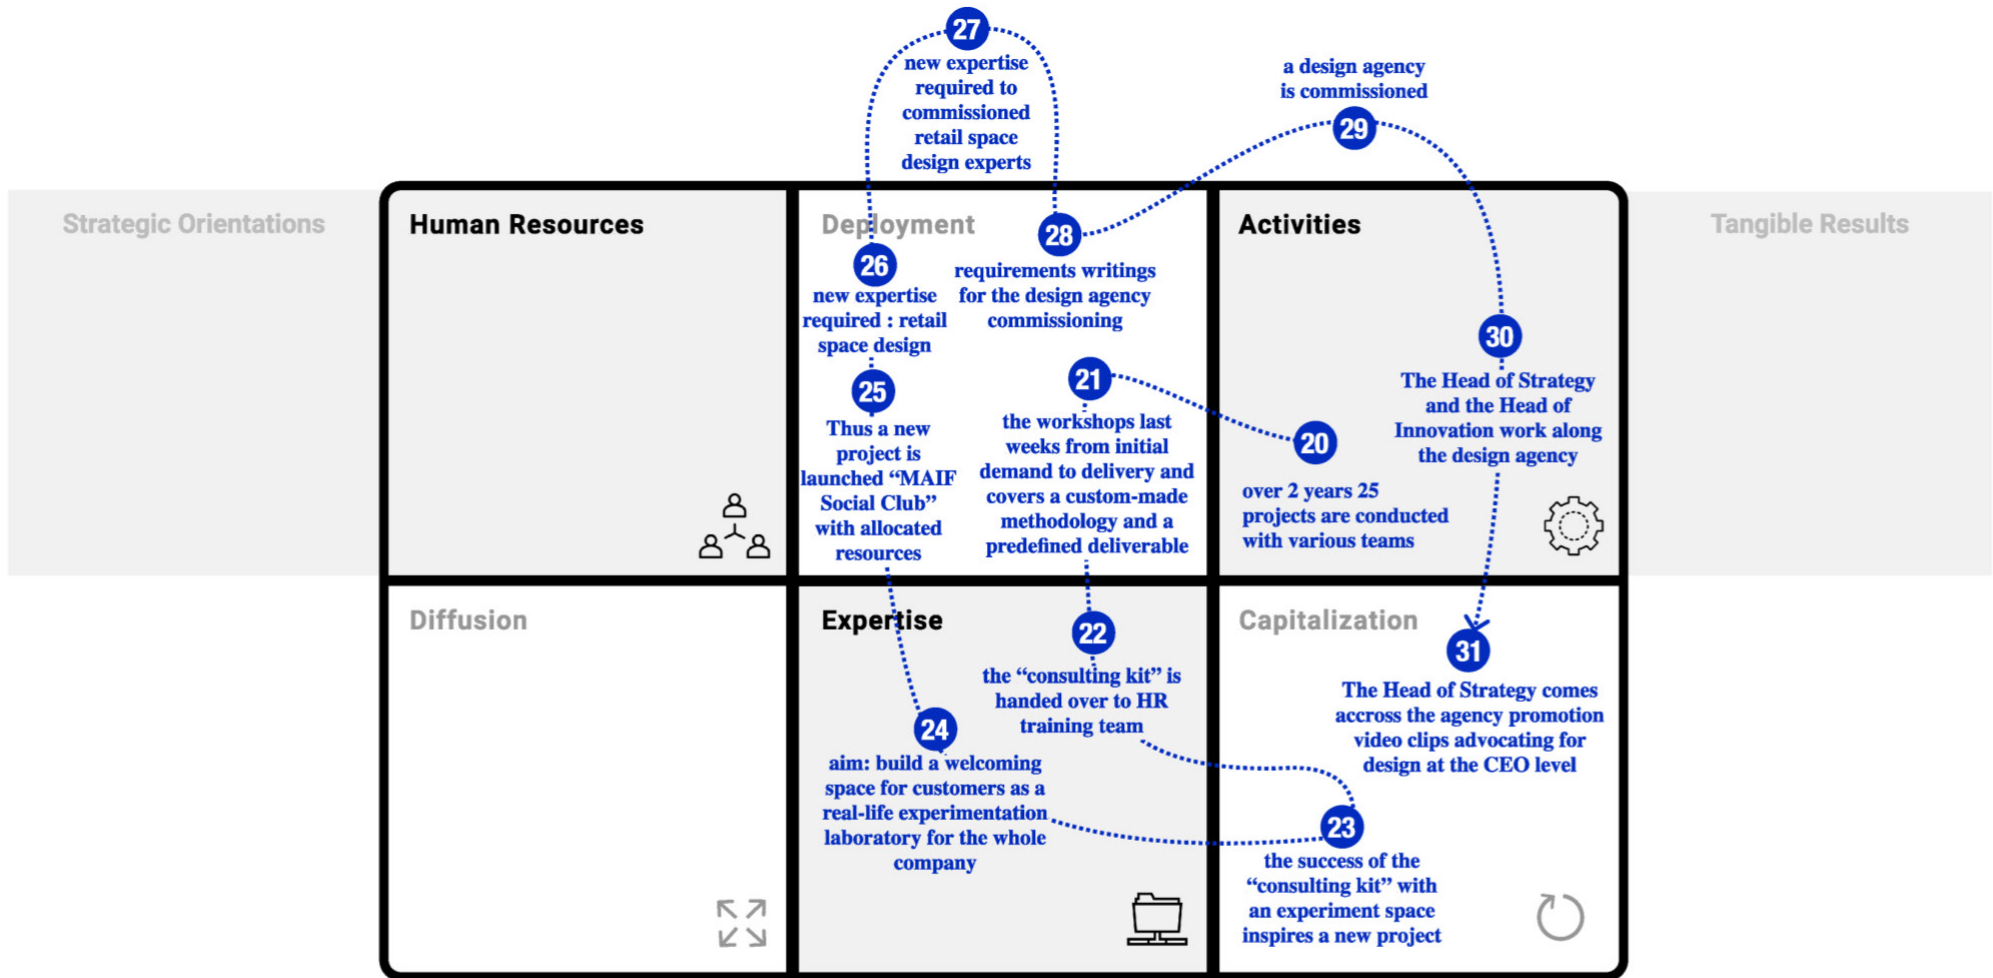 27
new expertise
required to
commissioned
retail space
design experts
a design agency
is commissioned
29
Strategic Orientations
Human Resources
Deployment
Activities
Tangible Results
26
new expertise
required : retail
space design
28
requirements writings
for the design agency
commissioning
25
Thus a new
project is
launched “MAIF
Social Club”
with allocated
resources
21
the workshops last
weeks from initial
demand to delivery and
covers a custom-made
methodology and a
predefined deliverable
20
over 2 years 25
projects are conducted
with various teams
30
The Head of Strategy
and the Head of
Innovation work along
the design agency
Diffusion
Expertise
Capitalization
22
the “consulting kit” is
handed over to HR
training team
24
aim: build a welcoming
space for customers as a
real-life experimentation
laboratory for the whole
company
31
The Head of Strategy comes
accross the agency promotion
video clips advocating for
design at the CEO level
23
the success of the
“consulting kit” with
an experiment space
inspires a new project